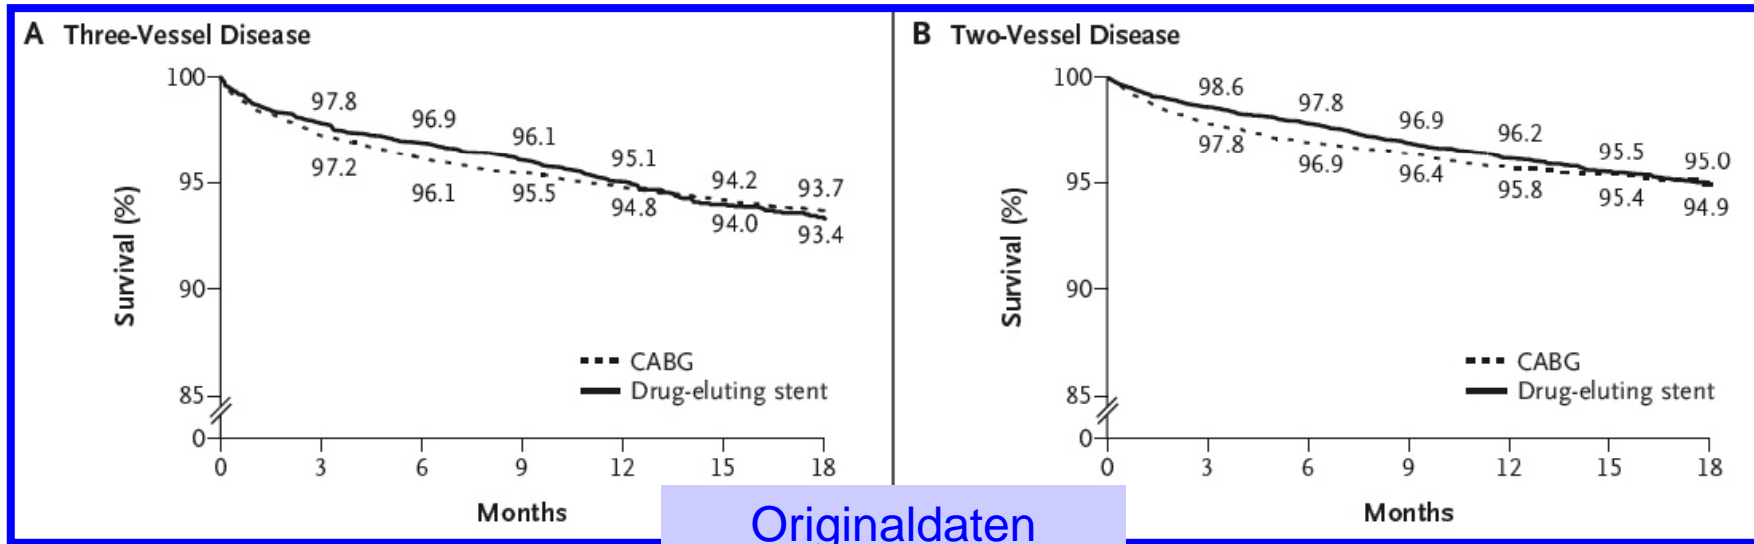 A Three-Vessel Disease
100
97.8
96.9
96.1
95.1
94.2
93.7
97.2
96.1
95.5
94.8
94.0
93.4
95
90
85
0
Survival (%)
CABG
Drug-eluting stent
0 3 6 9 12 15 18
Months
B Two-Vessel Disease
100
98.6
97.8
96.9
96.2
95.5
95.0
97.8
96.9
96.4
95.8
95.4
94.9
95
90
85
0
Survival (%)
CABG
Drug-eluting stent
0 3 6 9 12 15 18
Months
Originaldaten